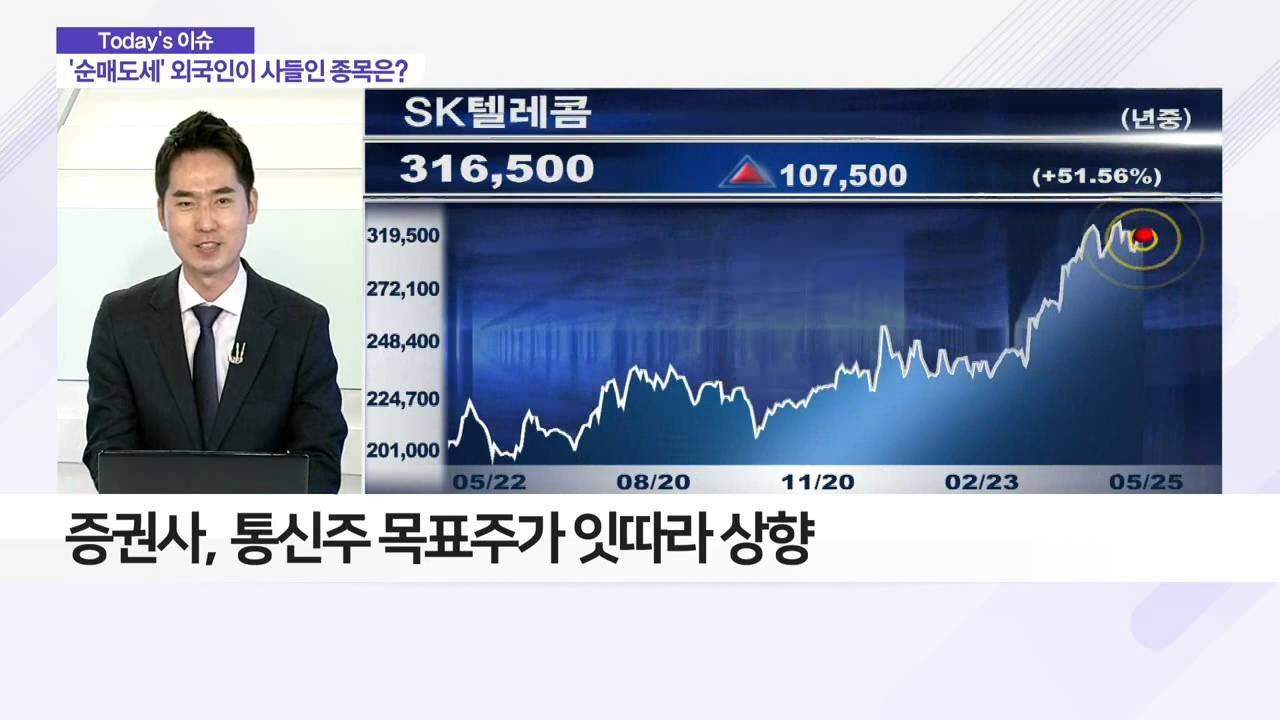 Today's 이슈
'순매도세' 외국인이 사들인 종목은?
SK텔레콤 (년중)
316,500 107,500 (+51.56%)
319,500
272,100
248,400
224,700
201,000
05/22 08/20 11/20 02/23 05/25
증권사, 통신주 목표주가 잇따라 상향